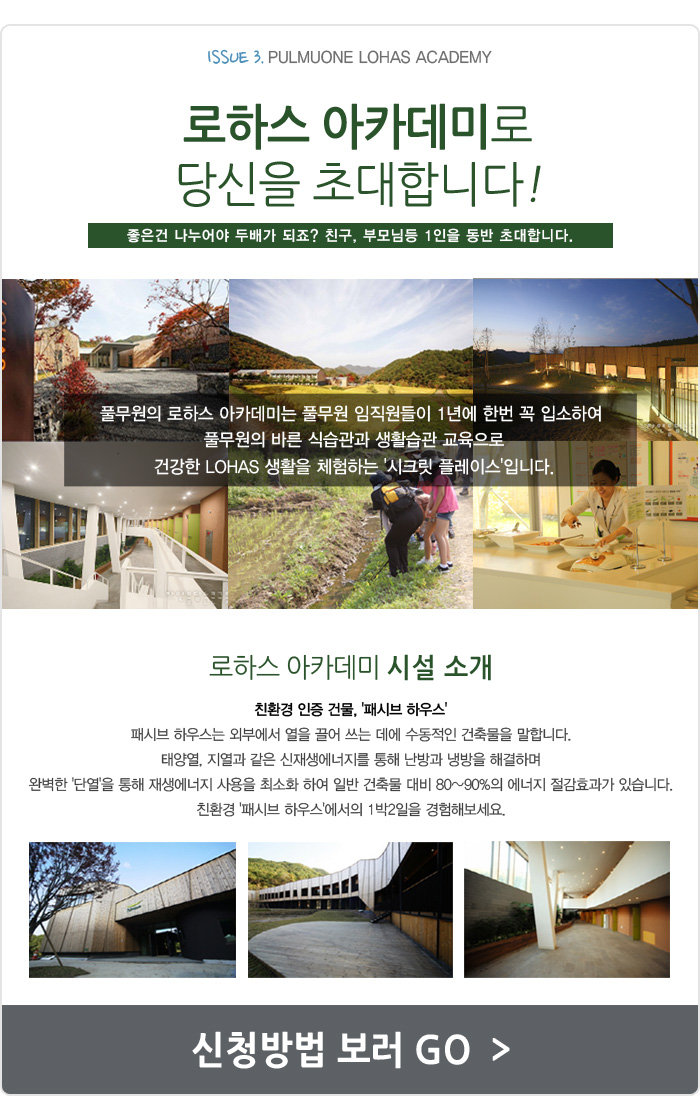 ISSUE 3. PULMUONE LOHAS ACADEMY
로하스 아카데미로
당신을 초대합니다!
좋은건 나누어야 두배가 되죠? 친구, 부모님등 1인을 동반 초대합니다.
풀무원의 로하스 아카데미는 풀무원 임직원들이 1년에 한번 꼭 입소하여
풀무원의 바른 식습관과 생활습관 교육으로
건강한 LOHAS 생활을 체험하는 '시크릿 플레이스'입니다.
로하스 아카데미 시설 소개
친환경 인증 건물, '패시브 하우스'
패시브 하우스는 외부에서 열을 끌어 쓰는 데에 수동적인 건축물을 말합니다.
태양열, 지열과 같은 신재생에너지를 통해 난방과 냉방을 해결하며
완벽한 '단열'을 통해 재생에너지 사용을 최소화 하여 일반 건축물 대비 80~90%의 에너지 절감효과가 있습니다.
친환경 '패시브 하우스'에서의 1박2일을 경험해보세요.
신청방법 보러 GO >